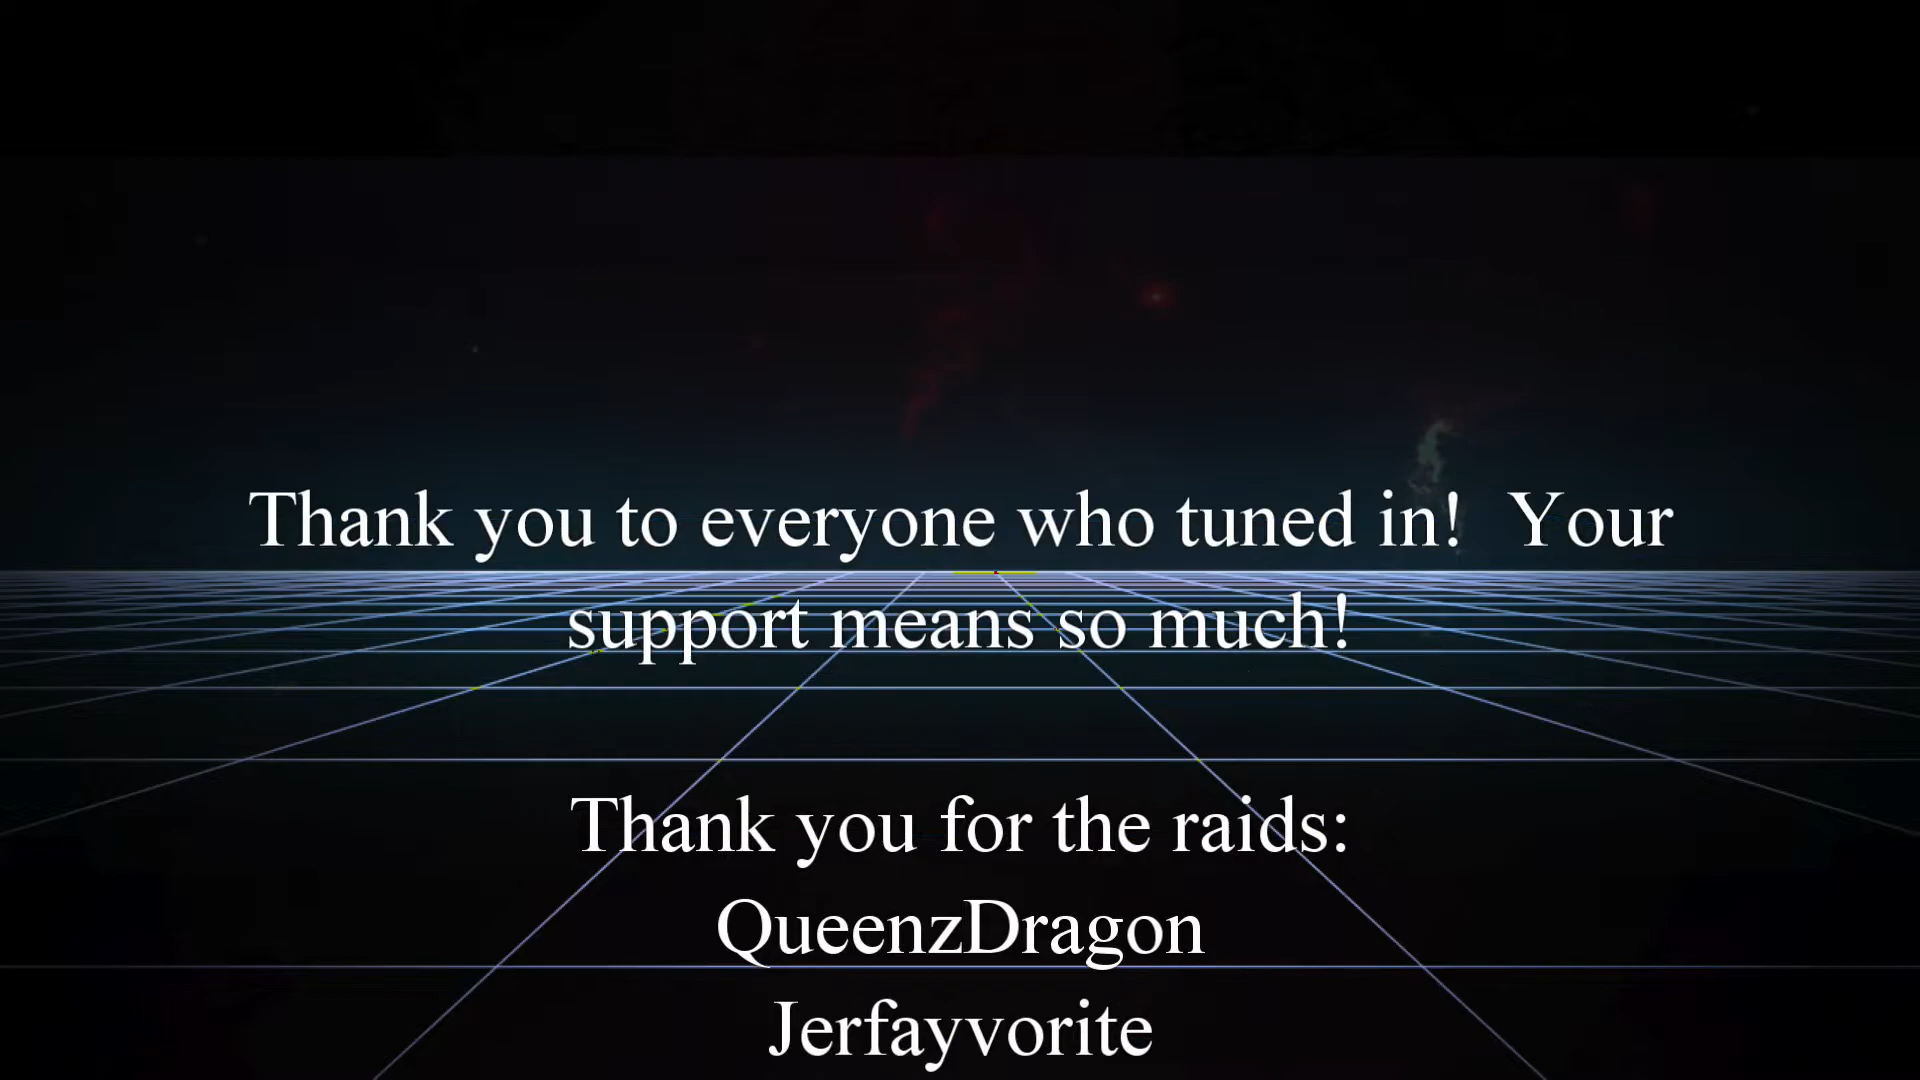 Thank you to everyone who tuned in!  Your
support means so much!
Thank you for the raids:
QueenzDragon
Jerfayvorite